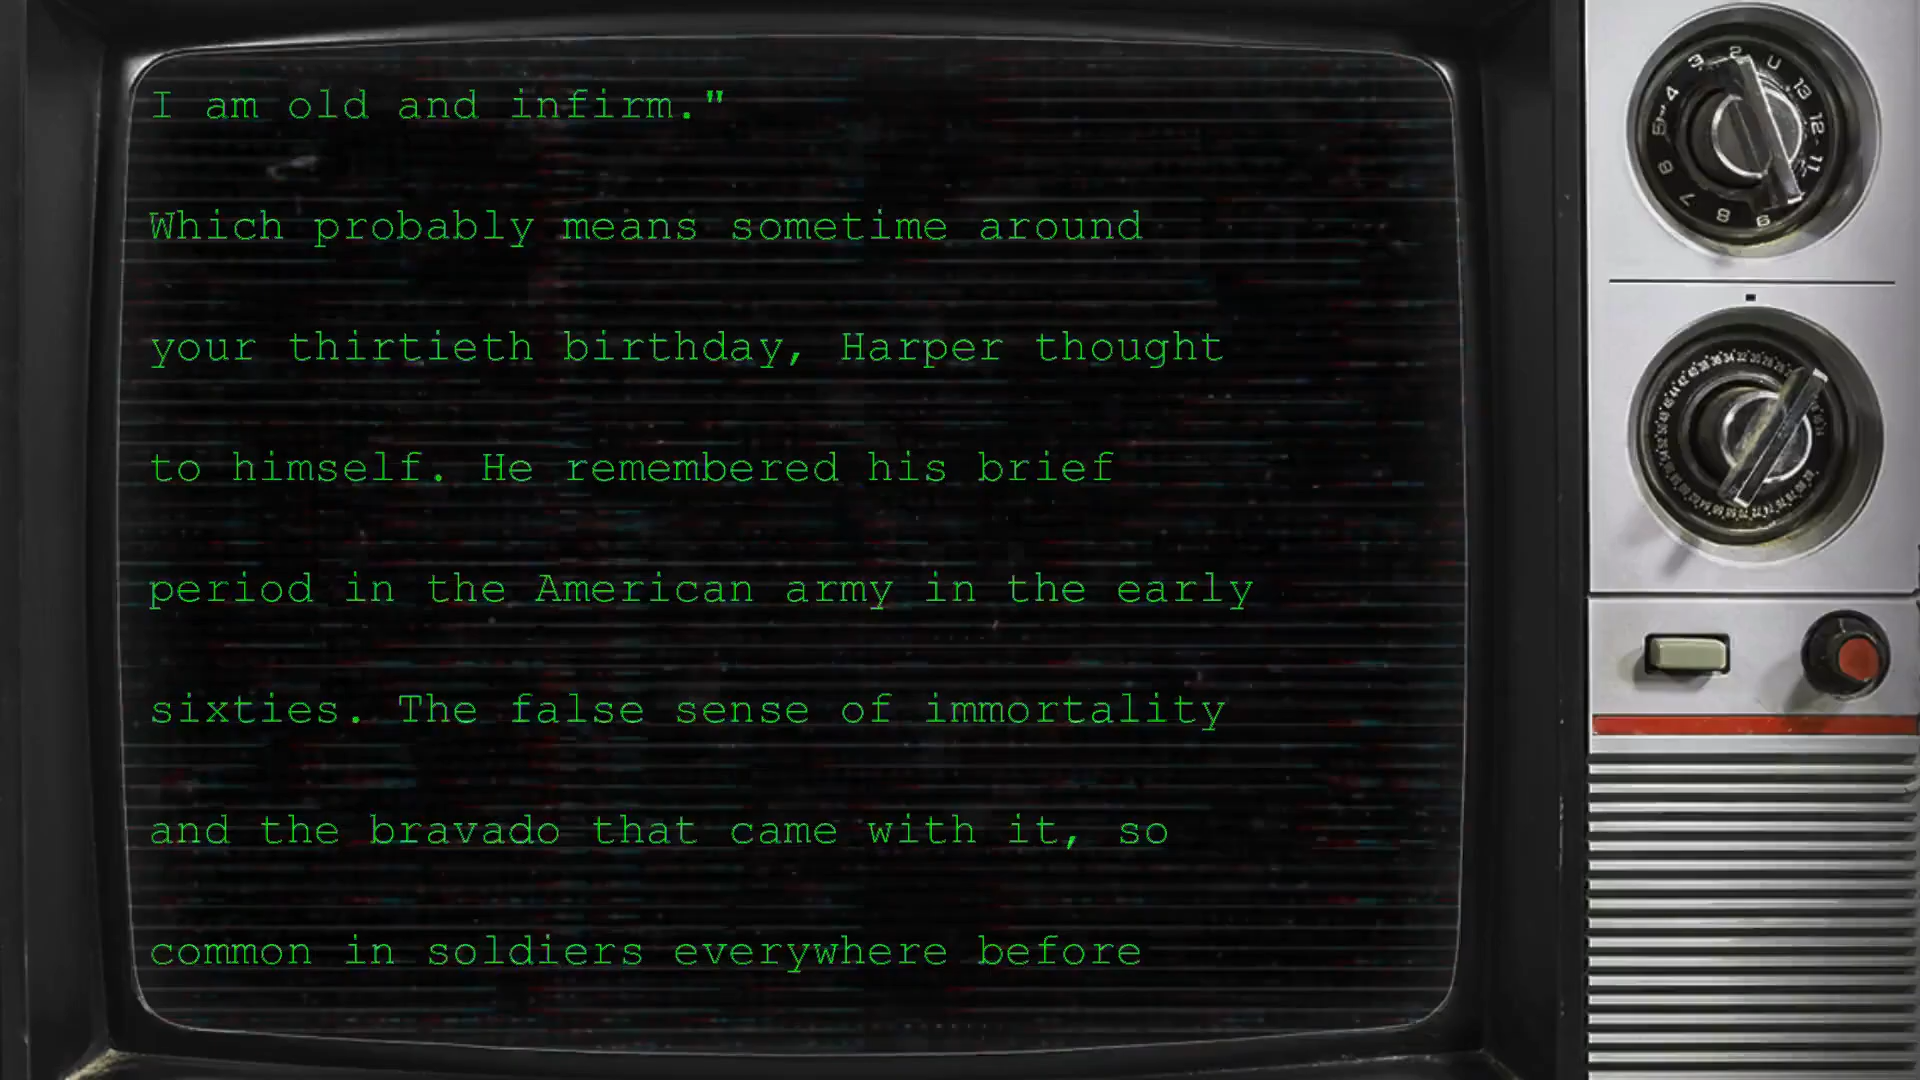 I am old and infirm."
Which probably means sometime around
your thirtieth birthday, Harper thought
to himself. He remembered his brief
period in the American army in the early
sixties. The false sense of immortality
and the bravado that came with it, so
common in soldiers everywhere before